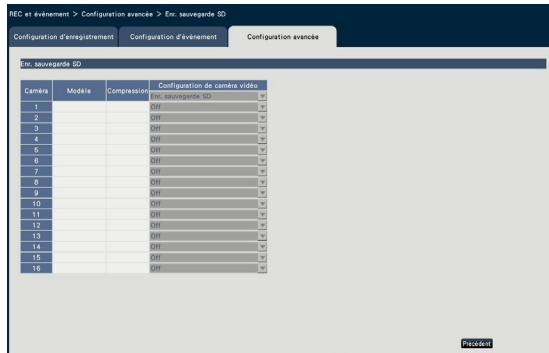 REC et événement > Configuration avancée > Enr. sauvegarde SD
Configuration d'enregistrement Configuration d'événement Configuration avancée
Enr. sauvegarde SD
Caméra Modèle Compression Configuration de caméra vidéo
Enr. sauvegarde SD
1 Off
2 Off
3 Off
4 Off
5 Off
6 Off
7 Off
8 Off
9 Off
10 Off
11 Off
12 Off
13 Off
14 Off
15 Off
16 Off
Précédent